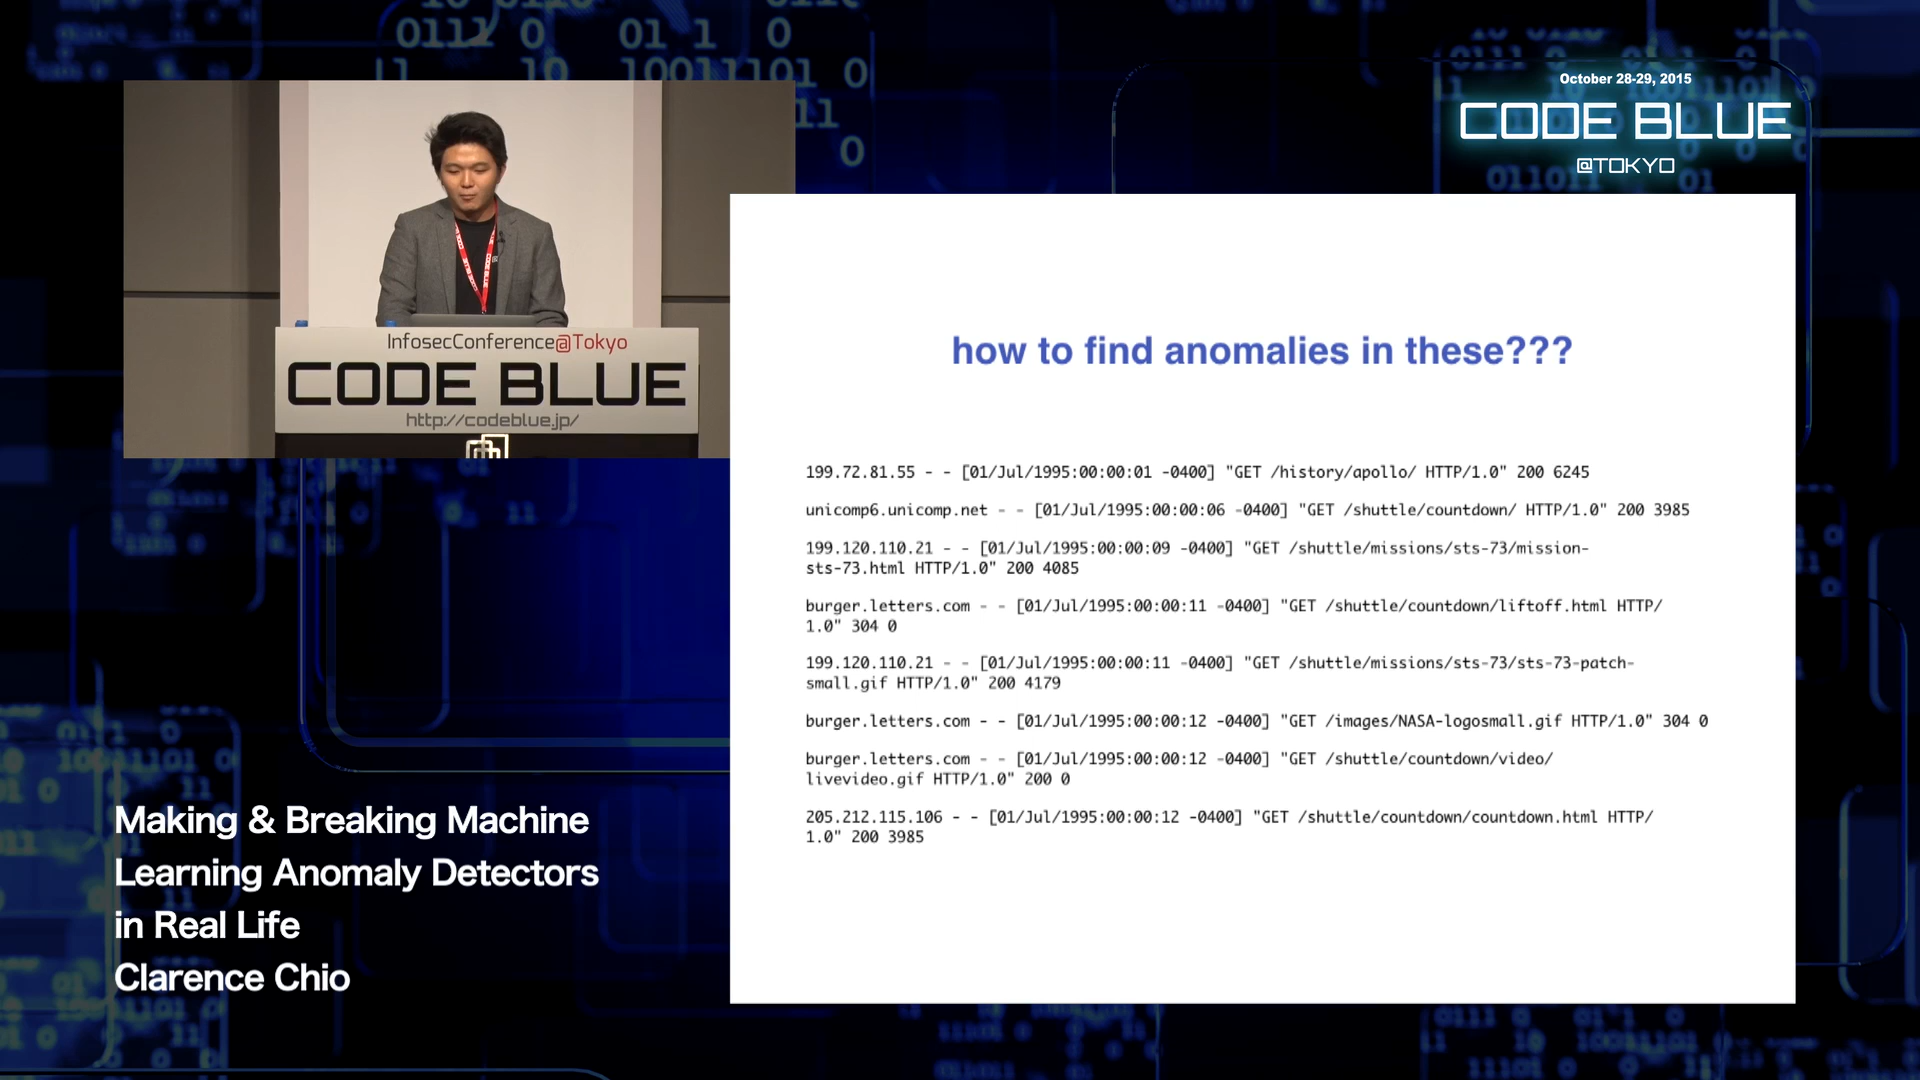 October 28-29, 2015
CODE BLUE
@TOKYO
InfosecConference@Tokyo
CODE BLUE
http://codeblue.jp/
how to find anomalies in these???
199.72.81.55 - - [01/Jul/1995:00:00:01 -0400] "GET /history/apollo/ HTTP/1.0" 200 6245
unicomp6.unicomp.net - - [01/Jul/1995:00:00:06 -0400] "GET /shuttle/countdown/ HTTP/1.0" 200 3985
199.120.110.21 - - [01/Jul/1995:00:00:09 -0400] "GET /shuttle/missions/sts-73/mission-
sts-73.html HTTP/1.0" 200 4085
burger.letters.com - - [01/Jul/1995:00:00:11 -0400] "GET /shuttle/countdown/liftoff.html HTTP/
1.0" 304 0
199.120.110.21 - - [01/Jul/1995:00:00:11 -0400] "GET /shuttle/missions/sts-73/sts-73-patch-
small.gif HTTP/1.0" 200 4179
burger.letters.com - - [01/Jul/1995:00:00:12 -0400] "GET /images/NASA-logosmall.gif HTTP/1.0" 304 0
burger.letters.com - - [01/Jul/1995:00:00:12 -0400] "GET /shuttle/countdown/video/
livevideo.gif HTTP/1.0" 200 0
205.212.115.106 - - [01/Jul/1995:00:00:12 -0400] "GET /shuttle/countdown/countdown.html HTTP/
1.0" 200 3985
Making & Breaking Machine
Learning Anomaly Detectors
in Real Life
Clarence Chio